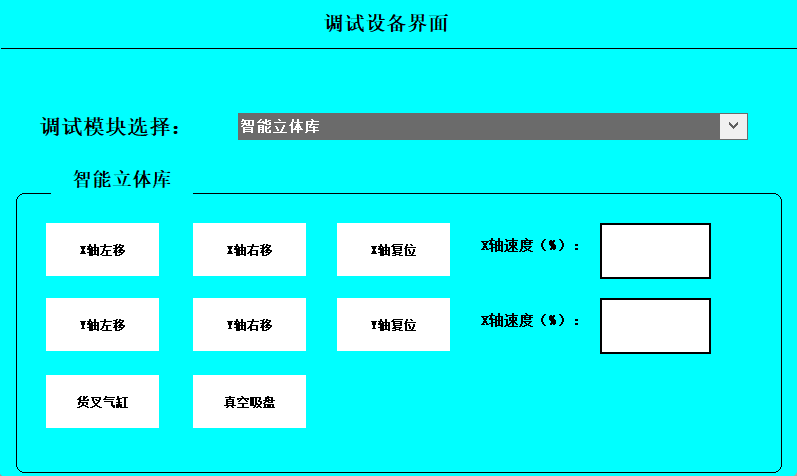 调试设备界面
调试模块选择：
智能立体库
智能立体库
X轴左移
X轴右移
X轴复位
X轴速度（%）：
Y轴左移
Y轴右移
Y轴复位
X轴速度（%）：
货叉气缸
真空吸盘